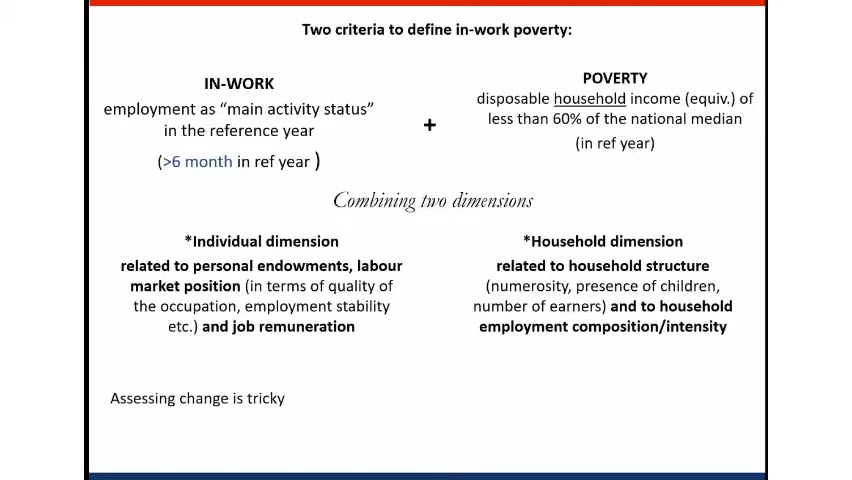 Two criteria to define in-work poverty:
IN-WORK
employment as “main activity status”
in the reference year
(>6 month in ref year )
+
POVERTY
disposable household income (equiv.) of
less than 60% of the national median
(in ref year)
Combining two dimensions
*Individual dimension
related to personal endowments, labour
market position (in terms of quality of
the occupation, employment stability
etc.) and job remuneration
*Household dimension
related to household structure
(numerosity, presence of children,
number of earners) and to household
employment composition/intensity
Assessing change is tricky